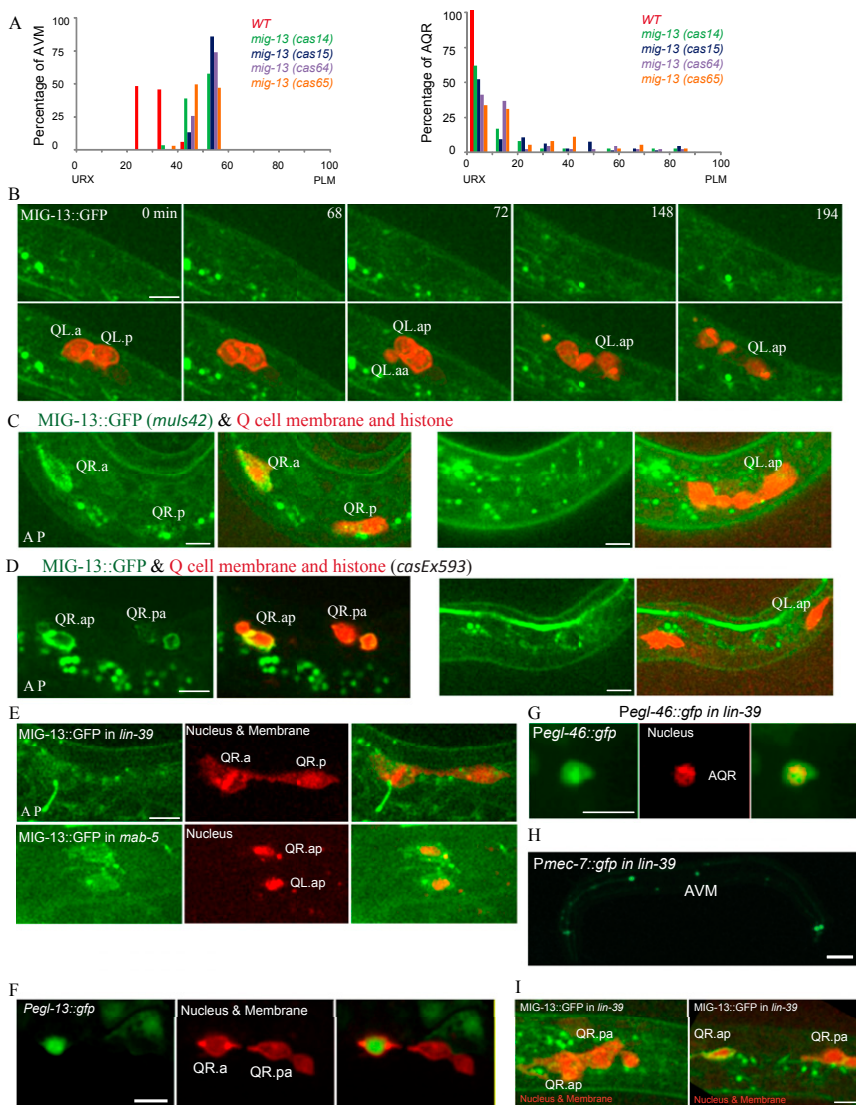 A
100
75
50
25
0
Percentage of AVM
WT
mig-13 (cas14)
mig-13 (cas15)
mig-13 (cas64)
mig-13 (cas65)
0 20 40 60 80 100
URX PLM
100
75
50
25
0
Percentage of AQR
WT
mig-13 (cas14)
mig-13 (cas15)
mig-13 (cas64)
mig-13 (cas65)
0 20 40 60 80 100
URX PLM
B
MIG-13::GFP 0 min 68 72 148 194
QL.a QL.p QL.ap QL.aa QL.ap QL.ap
C MIG-13::GFP (muIs42) & Q cell membrane and histone
QR.a QR.p A P QR.a QR.p QL.ap
D MIG-13::GFP & Q cell membrane and histone (casEx593)
QR.ap QR.pa A P QR.ap QR.pa QL.ap
E
MIG-13::GFP in lin-39 Nucleus & Membrane
QR.a QR.p
A P
MIG-13::GFP in mab-5 Nucleus
QR.ap
QL.ap
G Pegl-46::gfp in lin-39
Pegl-46::gfp Nucleus
AQR
H
Pmec-7::gfp in lin-39
AVM
F
Pegl-13::gfp Nucleus & Membrane
QR.a QR.pa
I
MIG-13::GFP in lin-39 MIG-13::GFP in lin-39
QR.pa QR.ap QR.ap QR.pa
Nucleus & Membrane Nucleus & Membrane